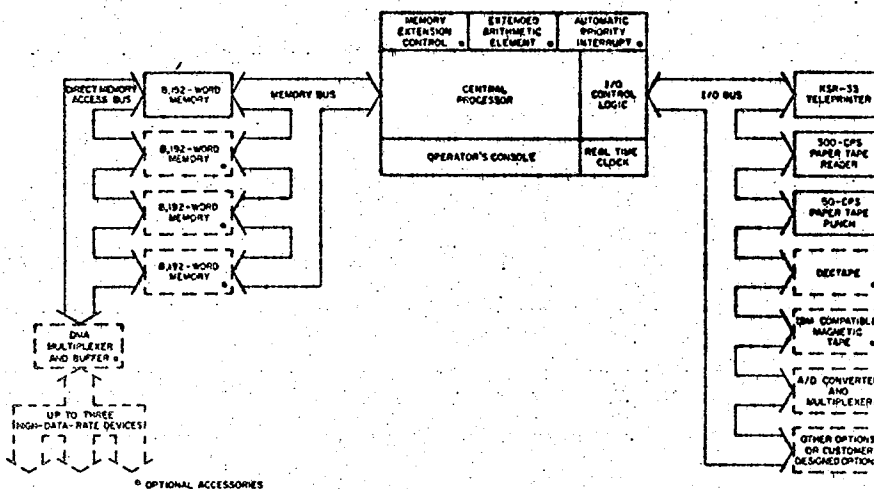 MEMORY
EXTENSION
CONTROL
EXTENDED
ARITHMETIC
ELEMENT
AUTOMATIC
PRIORITY
INTERRUPT
DIRECT MEMORY
ACCESS BUS
8,192-WORD
MEMORY
MEMORY BUS
CENTRAL
PROCESSOR
I/O
CONTROL
LOGIC
I/O BUS
KSR-35
TELEPRINTER
8,192-WORD
MEMORY
OPERATOR'S CONSOLE
REAL TIME
CLOCK
300-CPS
PAPER TAPE
READER
8,192-WORD
MEMORY
50-CPS
PAPER TAPE
PUNCH
8,192-WORD
MEMORY
DECTAPE
DMA
MULTIPLEXER
AND BUFFER
IBM COMPATIBLE
MAGNETIC
TAPE
A/D CONVERTER
AND
MULTIPLEXER
UP TO THREE
HIGH-DATA-RATE DEVICES
OTHER OPTIONS
OR CUSTOMER
DESIGNED OPTIONS
* OPTIONAL ACCESSORIES